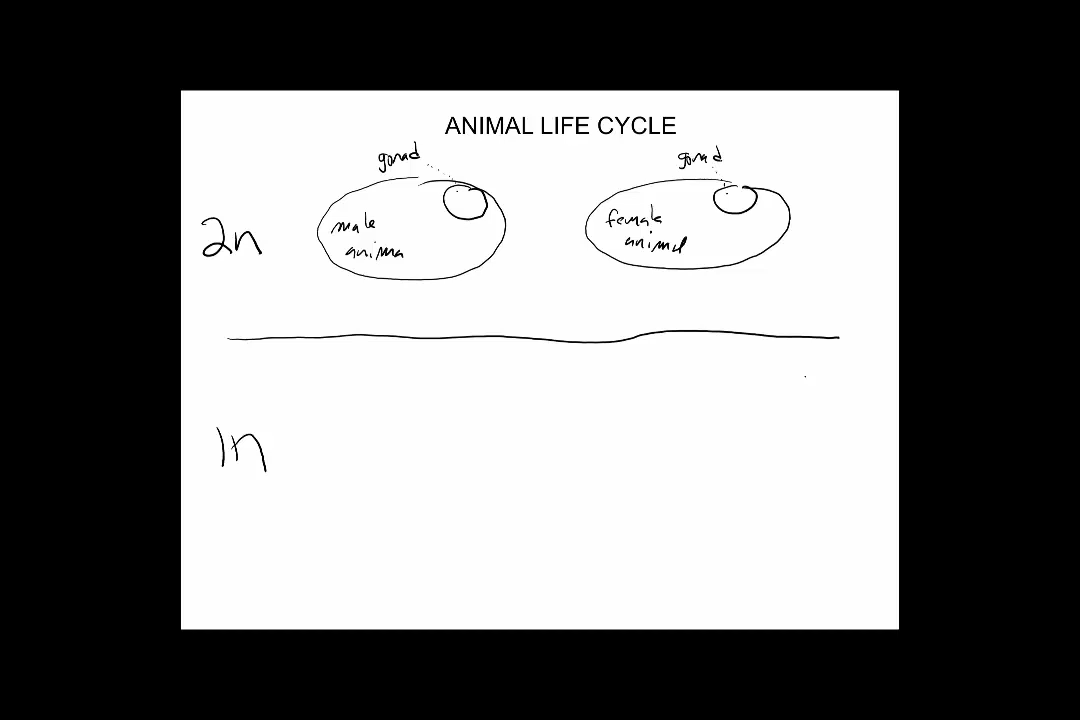 ANIMAL LIFE CYCLE
gonad
gonad
2n
male
anima
female
animal
1n